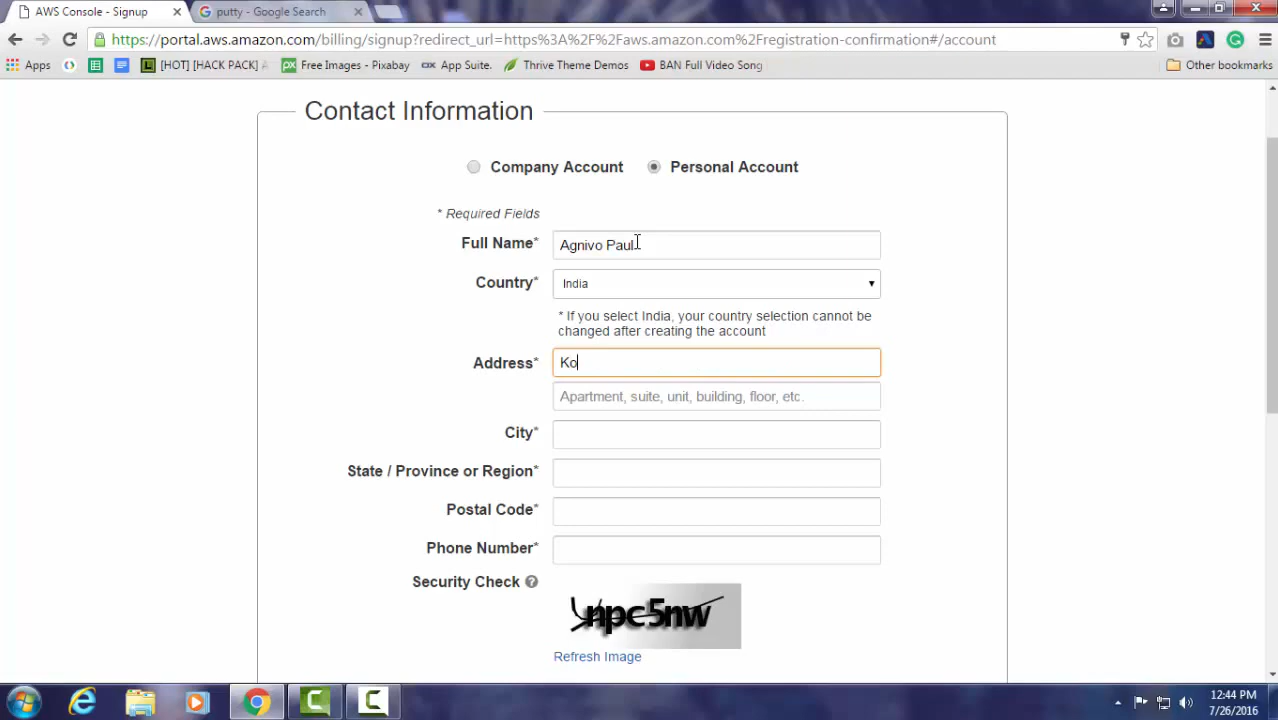 AWS Console - Signup
putty - Google Search
https://portal.aws.amazon.com/billing/signup?redirect_url=https%3A%2F%2Faws.amazon.com%2Fregistration-confirmation#/account
Apps
[HOT] [HACK PACK] A
Free Images - Pixabay
App Suite.
Thrive Theme Demos
BAN Full Video Song
Other bookmarks
Contact Information
Company Account
Personal Account
* Required Fields
Full Name*
Agnivo Paul
Country*
India
* If you select India, your country selection cannot be
changed after creating the account
Address*
Ko
Apartment, suite, unit, building, floor, etc.
City*
State / Province or Region*
Postal Code*
Phone Number*
Security Check ?
npc5nw
Refresh Image
12:44 PM
7/26/2016